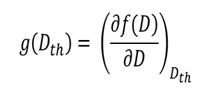 g(D_th) = (∂f(D)/∂D)_D_th